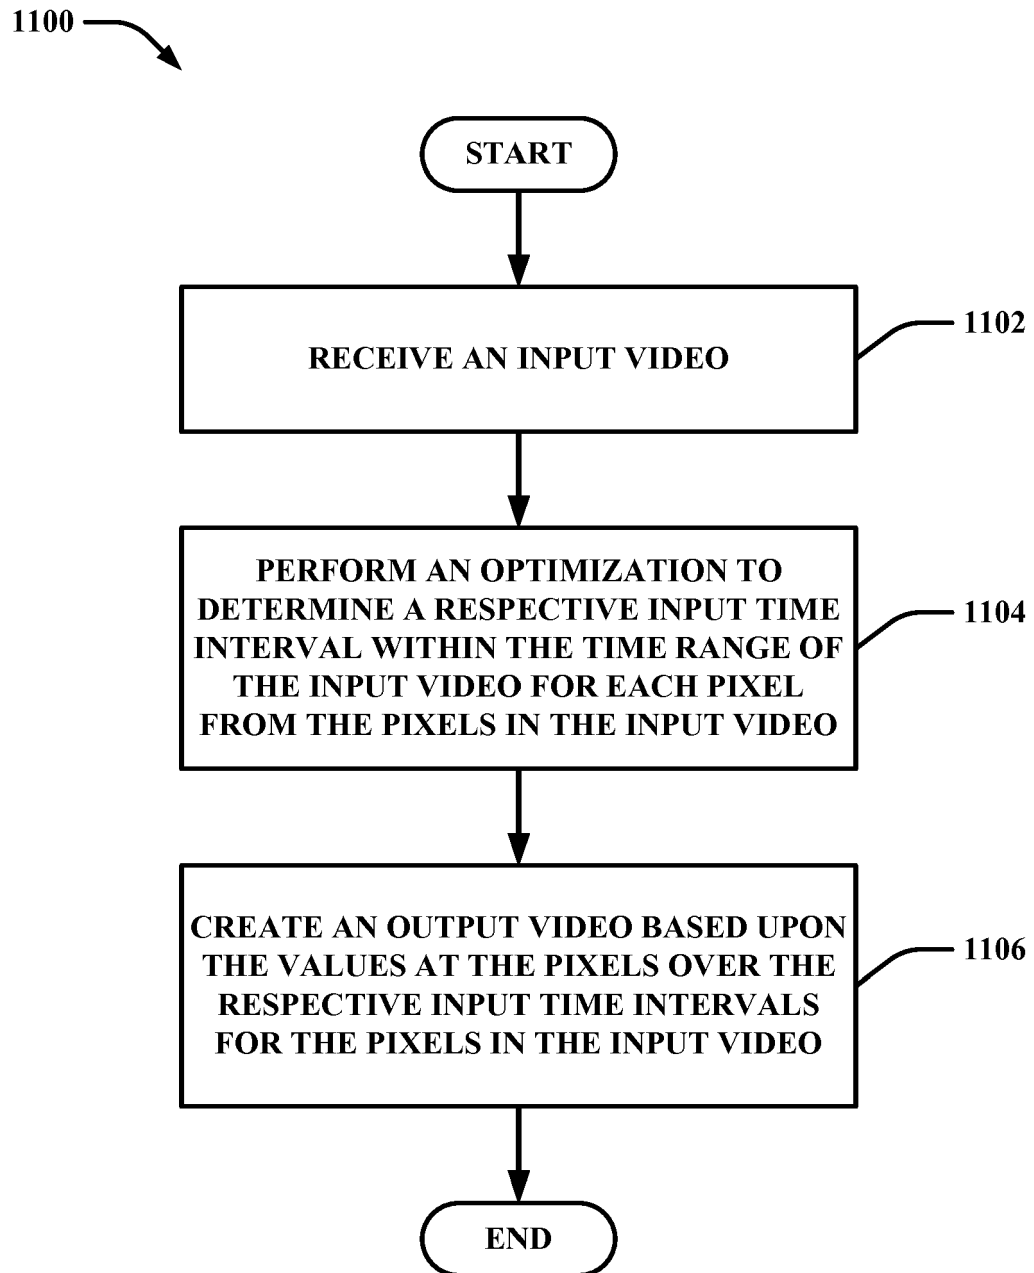 1100
START
RECEIVE AN INPUT VIDEO
1102
PERFORM AN OPTIMIZATION TO
DETERMINE A RESPECTIVE INPUT TIME
INTERVAL WITHIN THE TIME RANGE OF
THE INPUT VIDEO FOR EACH PIXEL
FROM THE PIXELS IN THE INPUT VIDEO
1104
CREATE AN OUTPUT VIDEO BASED UPON
THE VALUES AT THE PIXELS OVER THE
RESPECTIVE INPUT TIME INTERVALS
FOR THE PIXELS IN THE INPUT VIDEO
1106
END